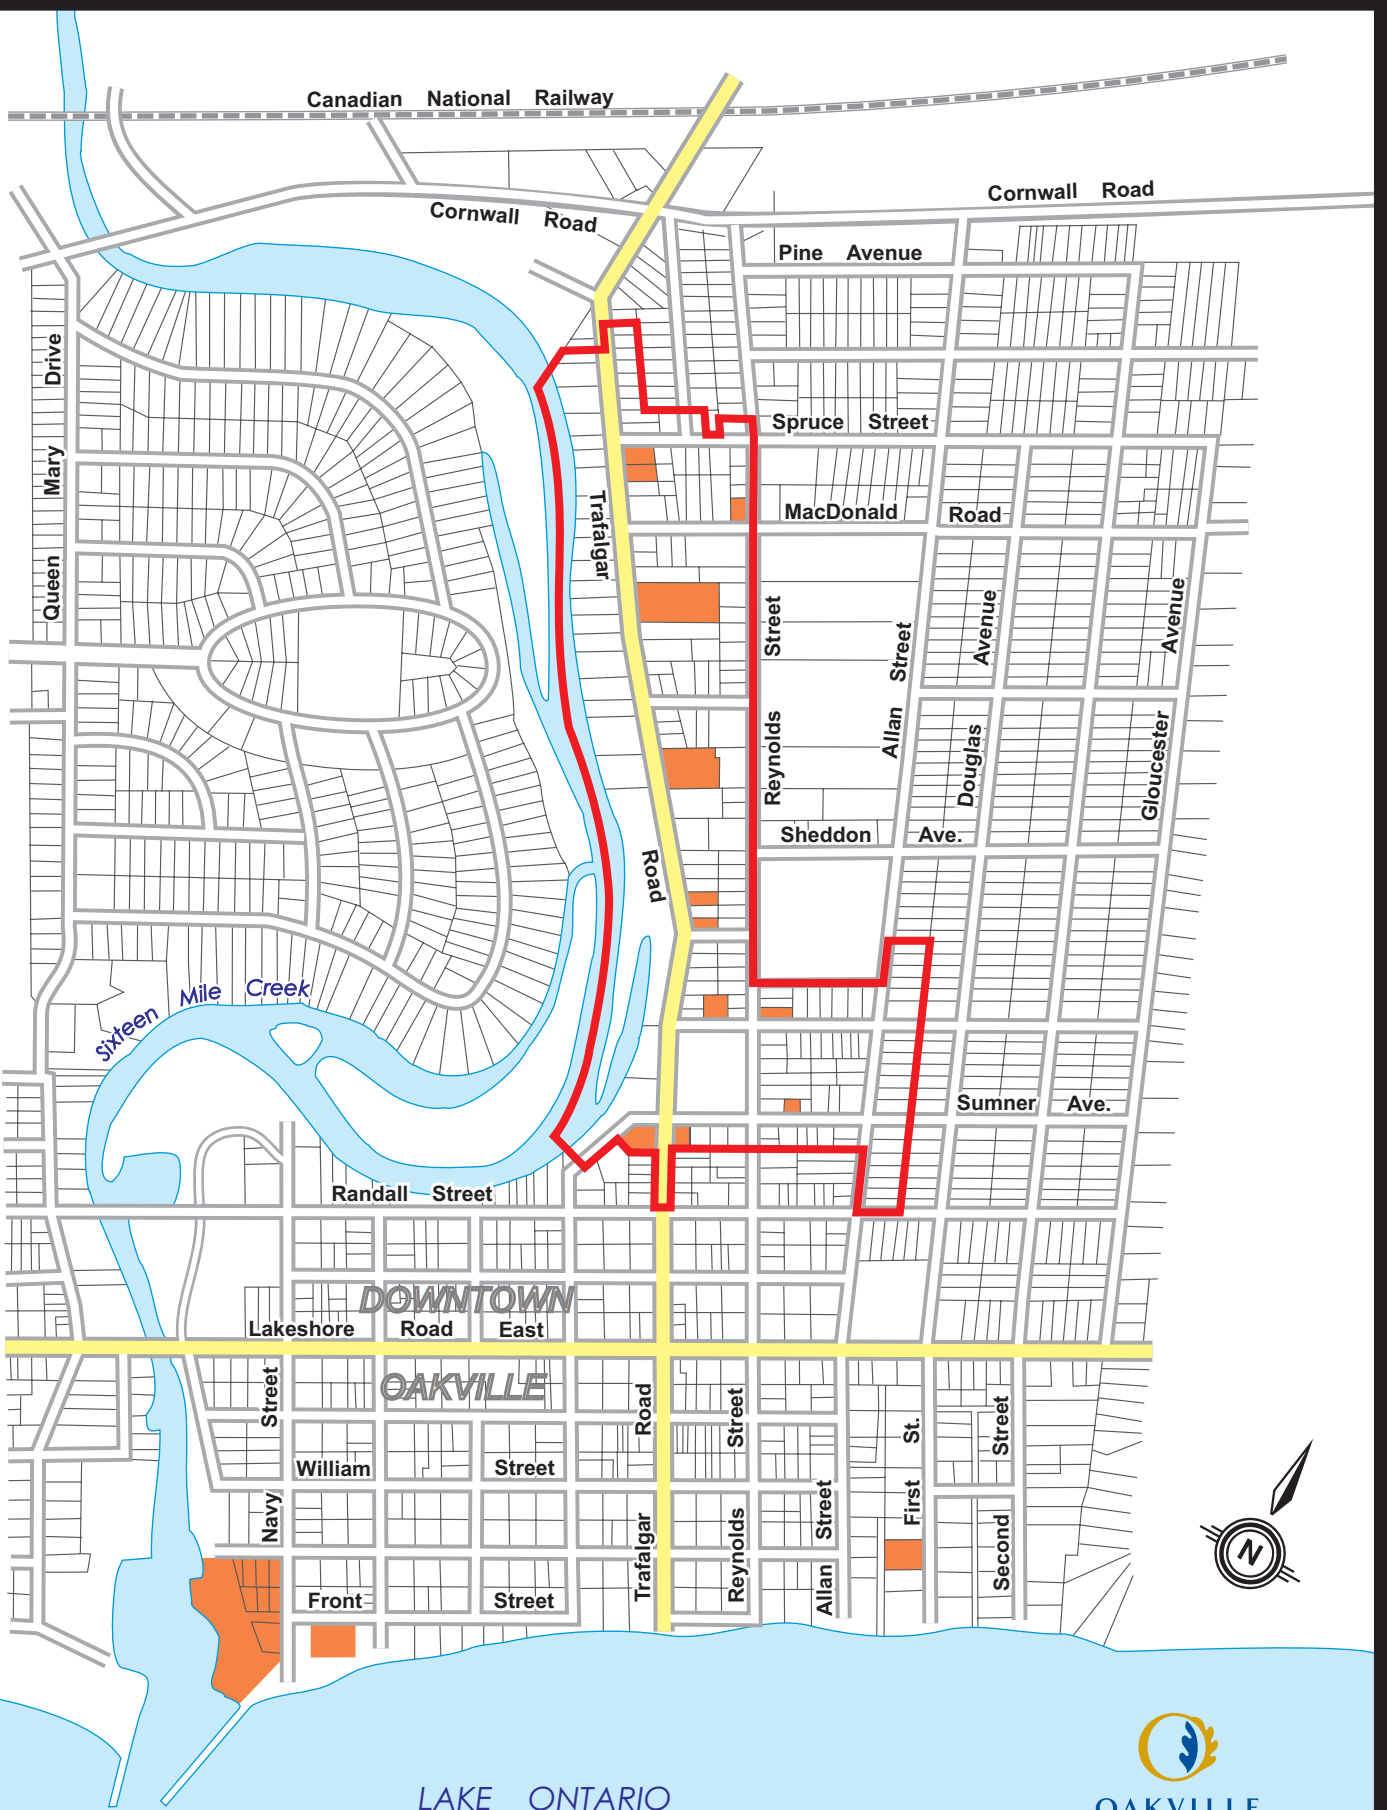 Canadian National Railway
Cornwall Road
Cornwall Road
Pine Avenue
Queen Mary Drive
Spruce Street
Trafalgar Road
MacDonald Road
Reynolds Street
Allan Street
Douglas Avenue
Gloucester Avenue
Sheddon Ave.
Sixteen Mile Creek
Sumner Ave.
Randall Street
DOWNTOWN
Lakeshore Road East
OAKVILLE
Navy Street
William Street
Trafalgar Road
Reynolds Street
Allan Street
First St.
Second Street
N
Front Street
LAKE ONTARIO
OAKVILLE